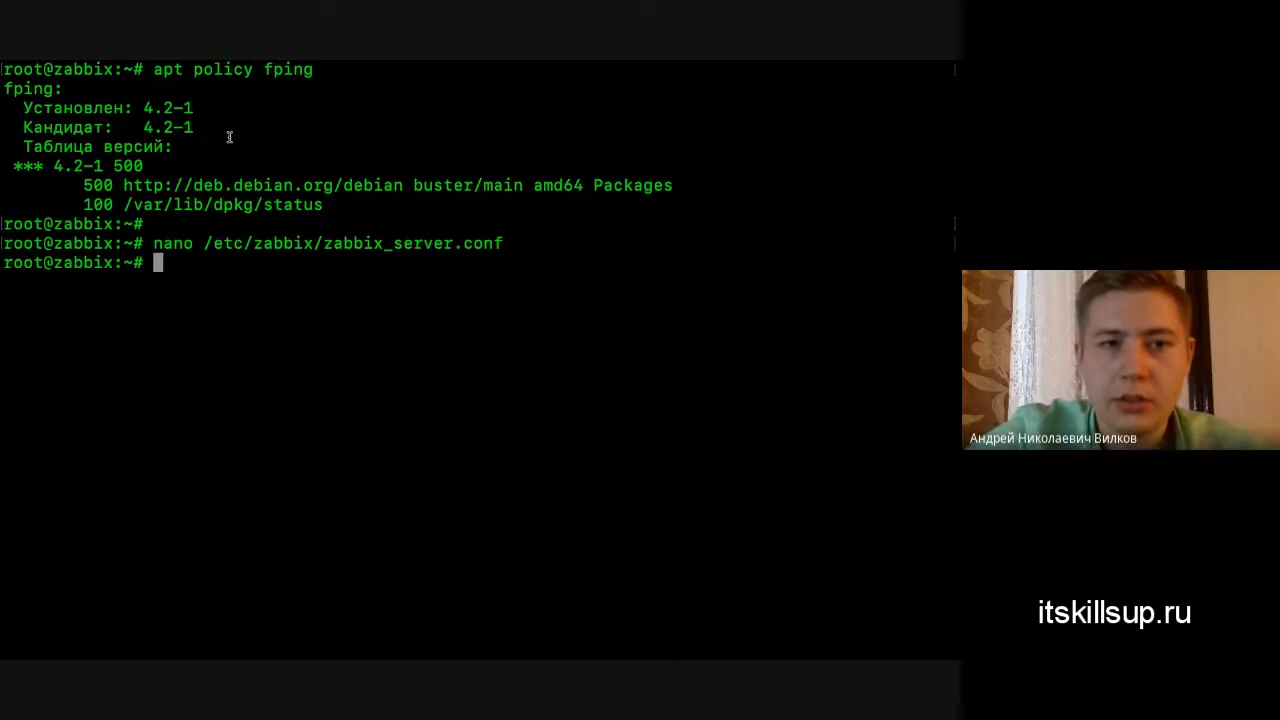 root@zabbix:~# apt policy fping
fping:
  Установлен: 4.2-1
  Кандидат:   4.2-1
  Таблица версий:
 *** 4.2-1 500
        500 http://deb.debian.org/debian buster/main amd64 Packages
        100 /var/lib/dpkg/status
root@zabbix:~#
root@zabbix:~# nano /etc/zabbix/zabbix_server.conf
root@zabbix:~#
Андрей Николаевич Вилков
itskillsup.ru